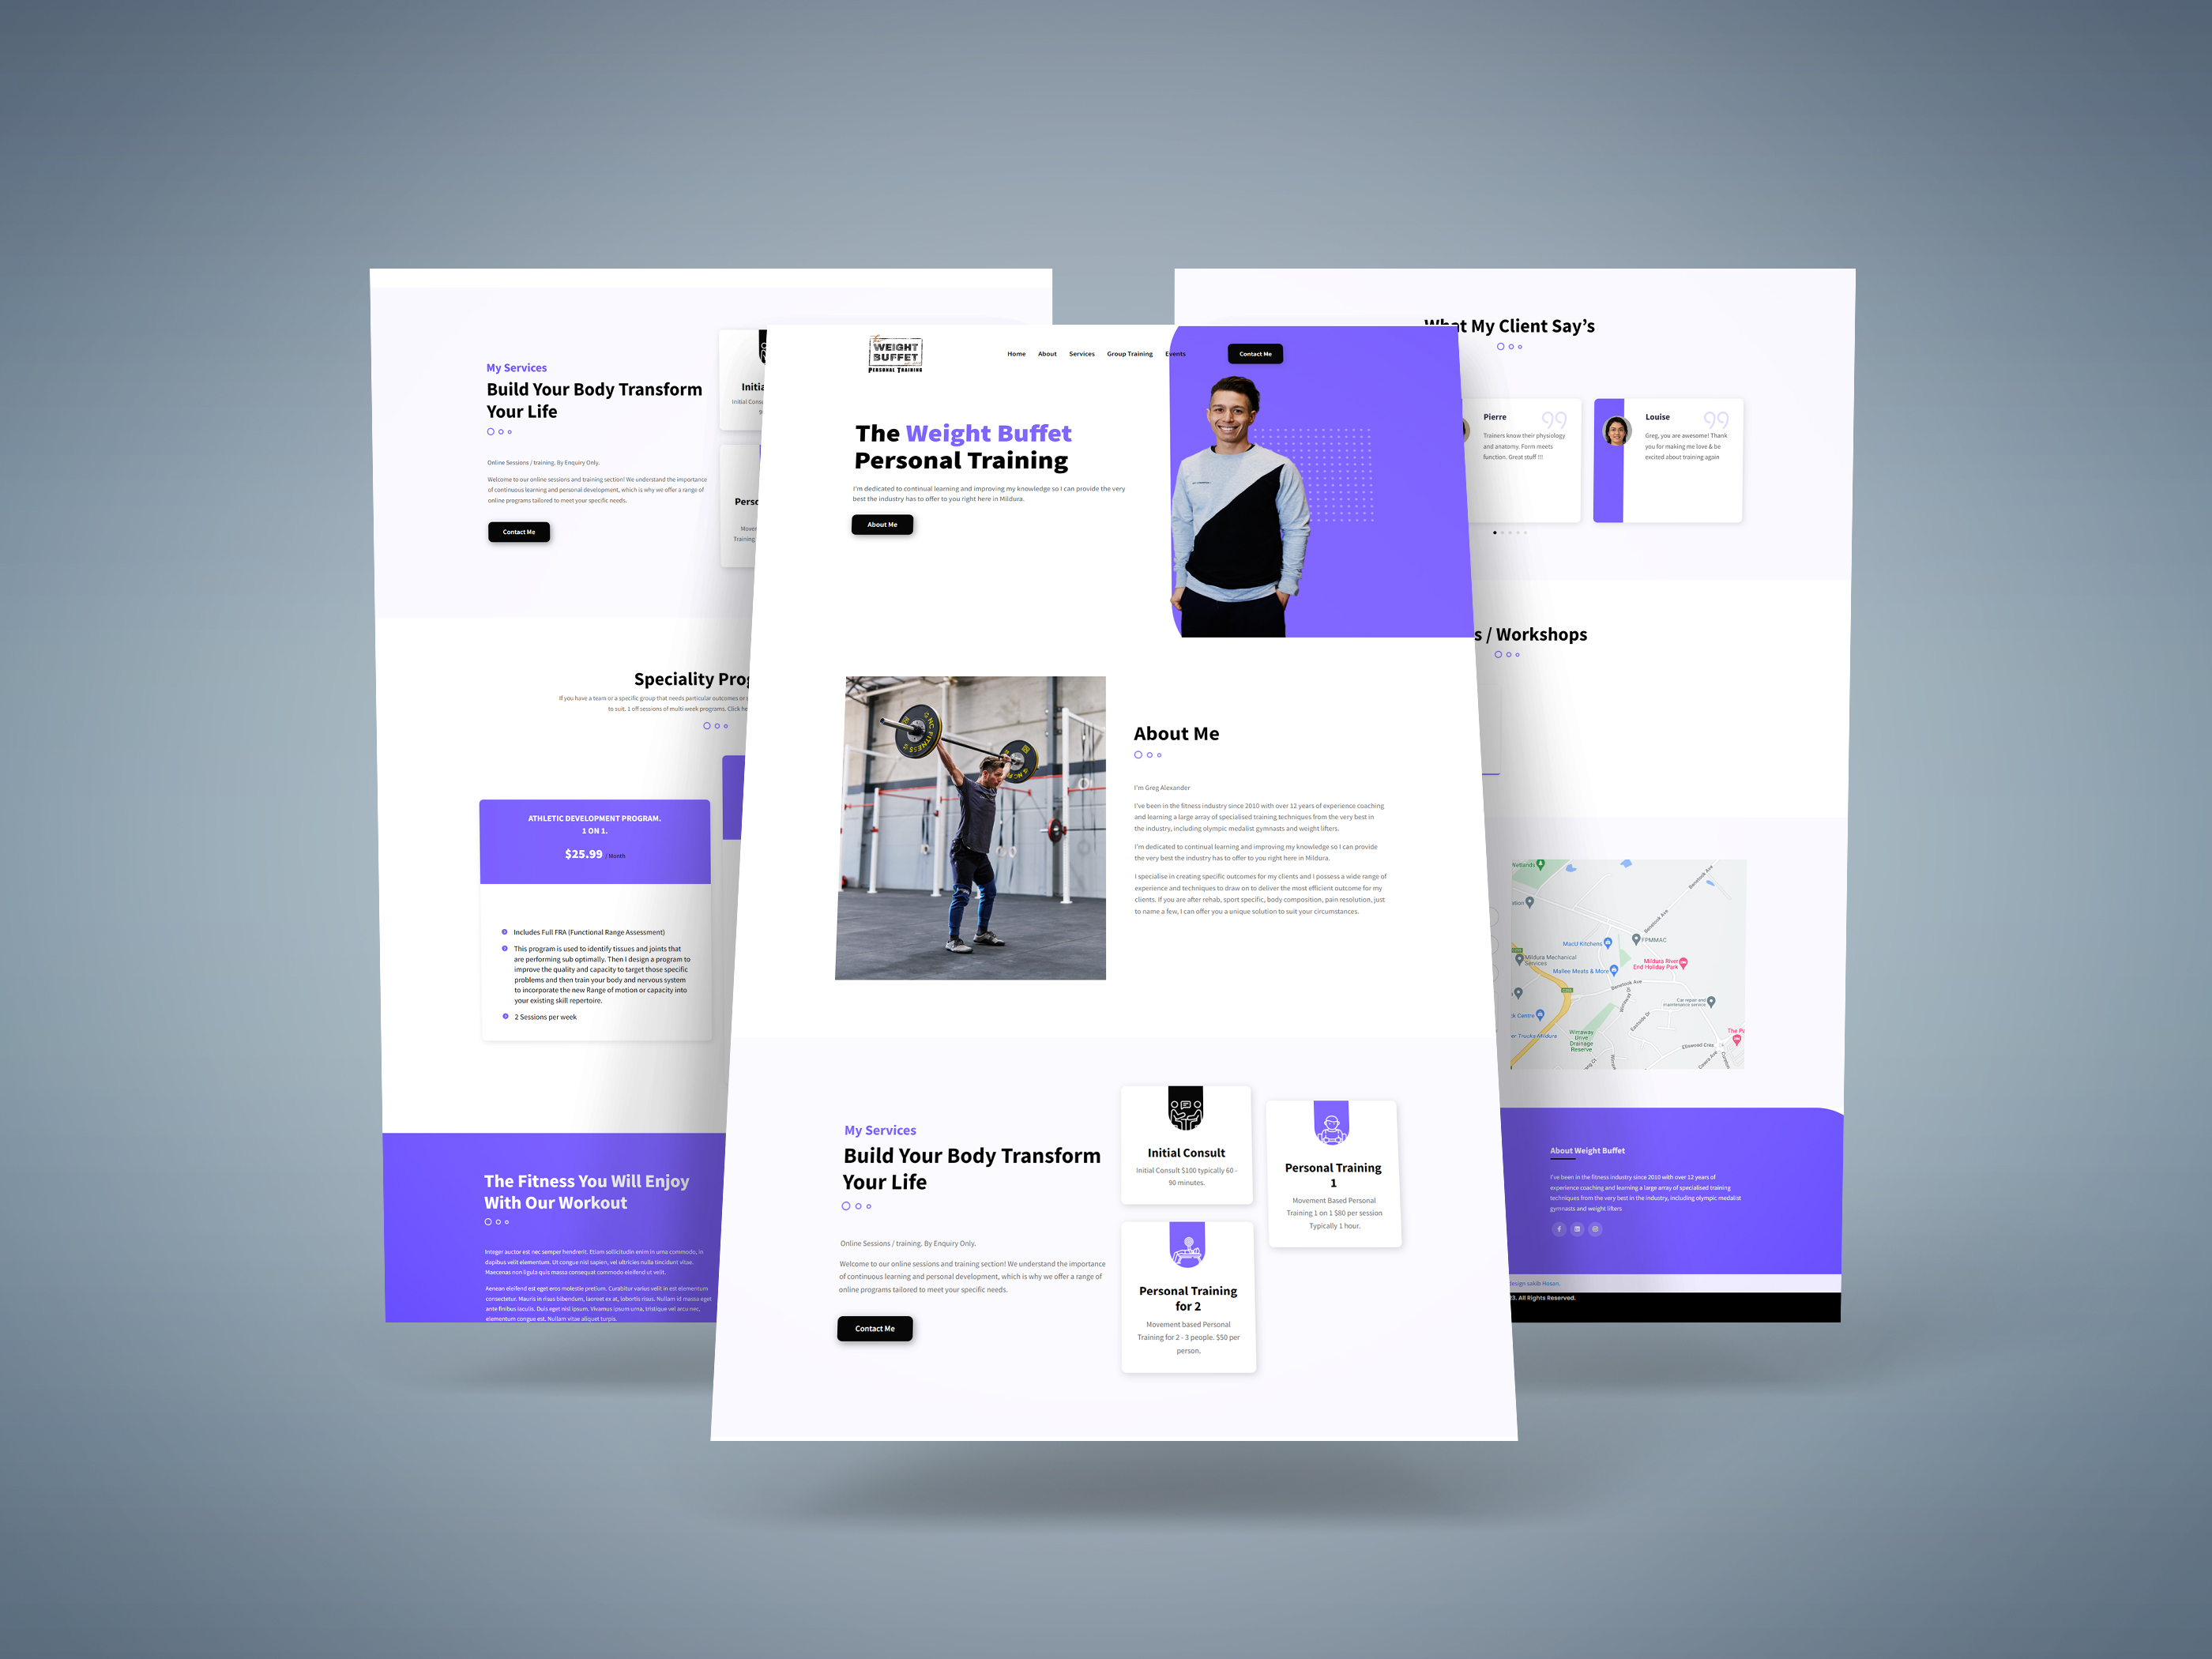 My Services
Build Your Body Transform
Your Life
Online Sessions / training. By Enquiry Only.
Welcome to our online sessions and training section! We understand the importance
of continuous learning and personal development, which is why we offer a range of
online programs tailored to meet your specific needs.
Contact Me
Initial Consult
Speciality
If you have a team or a specific group that needs particular outcomes or
to suit. 1 off sessions of multi week programs. Click
ATHLETIC DEVELOPMENT PROGRAM.
1 ON 1.
$25.99 / Month
Includes Full FRA (Functional Range Assessment)
This program is used to identify tissues and joints that
are performing sub optimally. Then I design a program to
improve the quality and capacity to target those specific
problems and then train your body and nervous system
to incorporate the new Range of motion or capacity into
your existing skill repertoire.
2 Sessions per week
The Fitness You Will Enjoy
With Our Workout
Integer auctor est nec semper hendrerit. Etiam sollicitudin enim in urna commodo, in
dapibus velit elementum. Ut congue nisl sapien, vel ultricies nulla tincidunt vitae.
Maecenas non ligula quis massa consequat commodo eleifend ut velit.
Aenean eleifend est eget eros molestie pretium. Curabitur varius velit in est elementum
consectetur. Mauris in risus bibendum, laoreet ex at, lobortis risus. Nullam id massa eget
ante finibus iaculis. Duis eget nisl ipsum. Vivamus ipsum urna, tristique vel arcu nec,
elementum congue est. Nullam vitae aliquet turpis.
The
WEIGHT
BUFFET
PERSONAL TRAINING
Home About Services Group Training Events Contact Me
The Weight Buffet
Personal Training
I'm dedicated to continual learning and improving my knowledge so I can provide the very
best the industry has to offer to you right here in Mildura.
About Me
About Me
I'm Greg Alexander
I've been in the fitness industry since 2010 with over 12 years of experience coaching
and learning a large array of specialised training techniques from the very best in
the industry, including olympic medalist gymnasts and weight lifters.
I'm dedicated to continual learning and improving my knowledge so I can provide
the very best the industry has to offer to you right here in Mildura.
I specialise in creating specific outcomes for my clients and I possess a wide range of
experience and techniques to draw on to deliver the most efficient outcome for my
clients. If you are after rehab, sport specific, body composition, pain resolution, just
to name a few, I can offer you a unique solution to suit your circumstances.
My Services
Build Your Body Transform
Your Life
Online Sessions / training. By Enquiry Only.
Welcome to our online sessions and training section! We understand the importance
of continuous learning and personal development, which is why we offer a range of
online programs tailored to meet your specific needs.
Contact Me
Initial Consult
Initial Consult $100 typically 60 -
90 minutes.
Personal Training
1
Movement Based Personal
Training 1 on 1 $80 per session
Typically 1 hour.
Personal Training
for 2
Movement based Personal
Training for 2 - 3 people. $50 per
person.
What My Client Say's
Pierre
Trainers know their physiology
and anatomy. Form meets
function. Great stuff !!!
Louise
Greg, you are awesome! Thank
you for making me love & be
excited about training again
/ Workshops
Benetook Ave
Benetook Ave
MacU Kitchens
FPMMAC
Mildura Mechanical
Services
Mallee Meats & More
Mildura River
End Holiday Park
Benetook Ave
Car repair and
maintenance service
Centre
Trucks Mildura
Wirraway
Drive
Drainage
Reserve
Eastside Dr
Ellswood Cres
About Weight Buffet
I've been in the fitness industry since 2010 with over 12 years of
experience coaching and learning a large array of specialised training
techniques from the very best in the industry, including olympic medalist
gymnasts and weight lifters
design sakib Hosan.
All Rights Reserved.